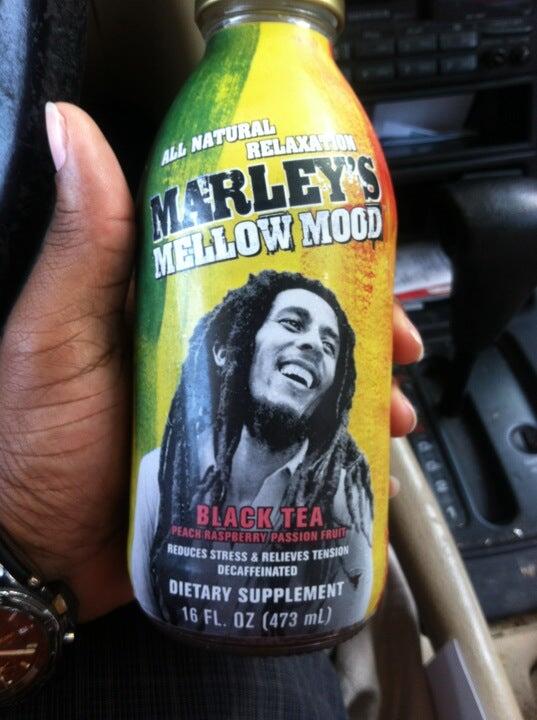 ALL NATURAL
RELAXATION
MARLEY'S
MELLOW MOOD
BLACK TEA
PEACH RASPBERRY PASSION FRUIT
REDUCES STRESS & RELIEVES TENSION
DECAFFEINATED
DIETARY SUPPLEMENT
16 FL. OZ (473 mL)